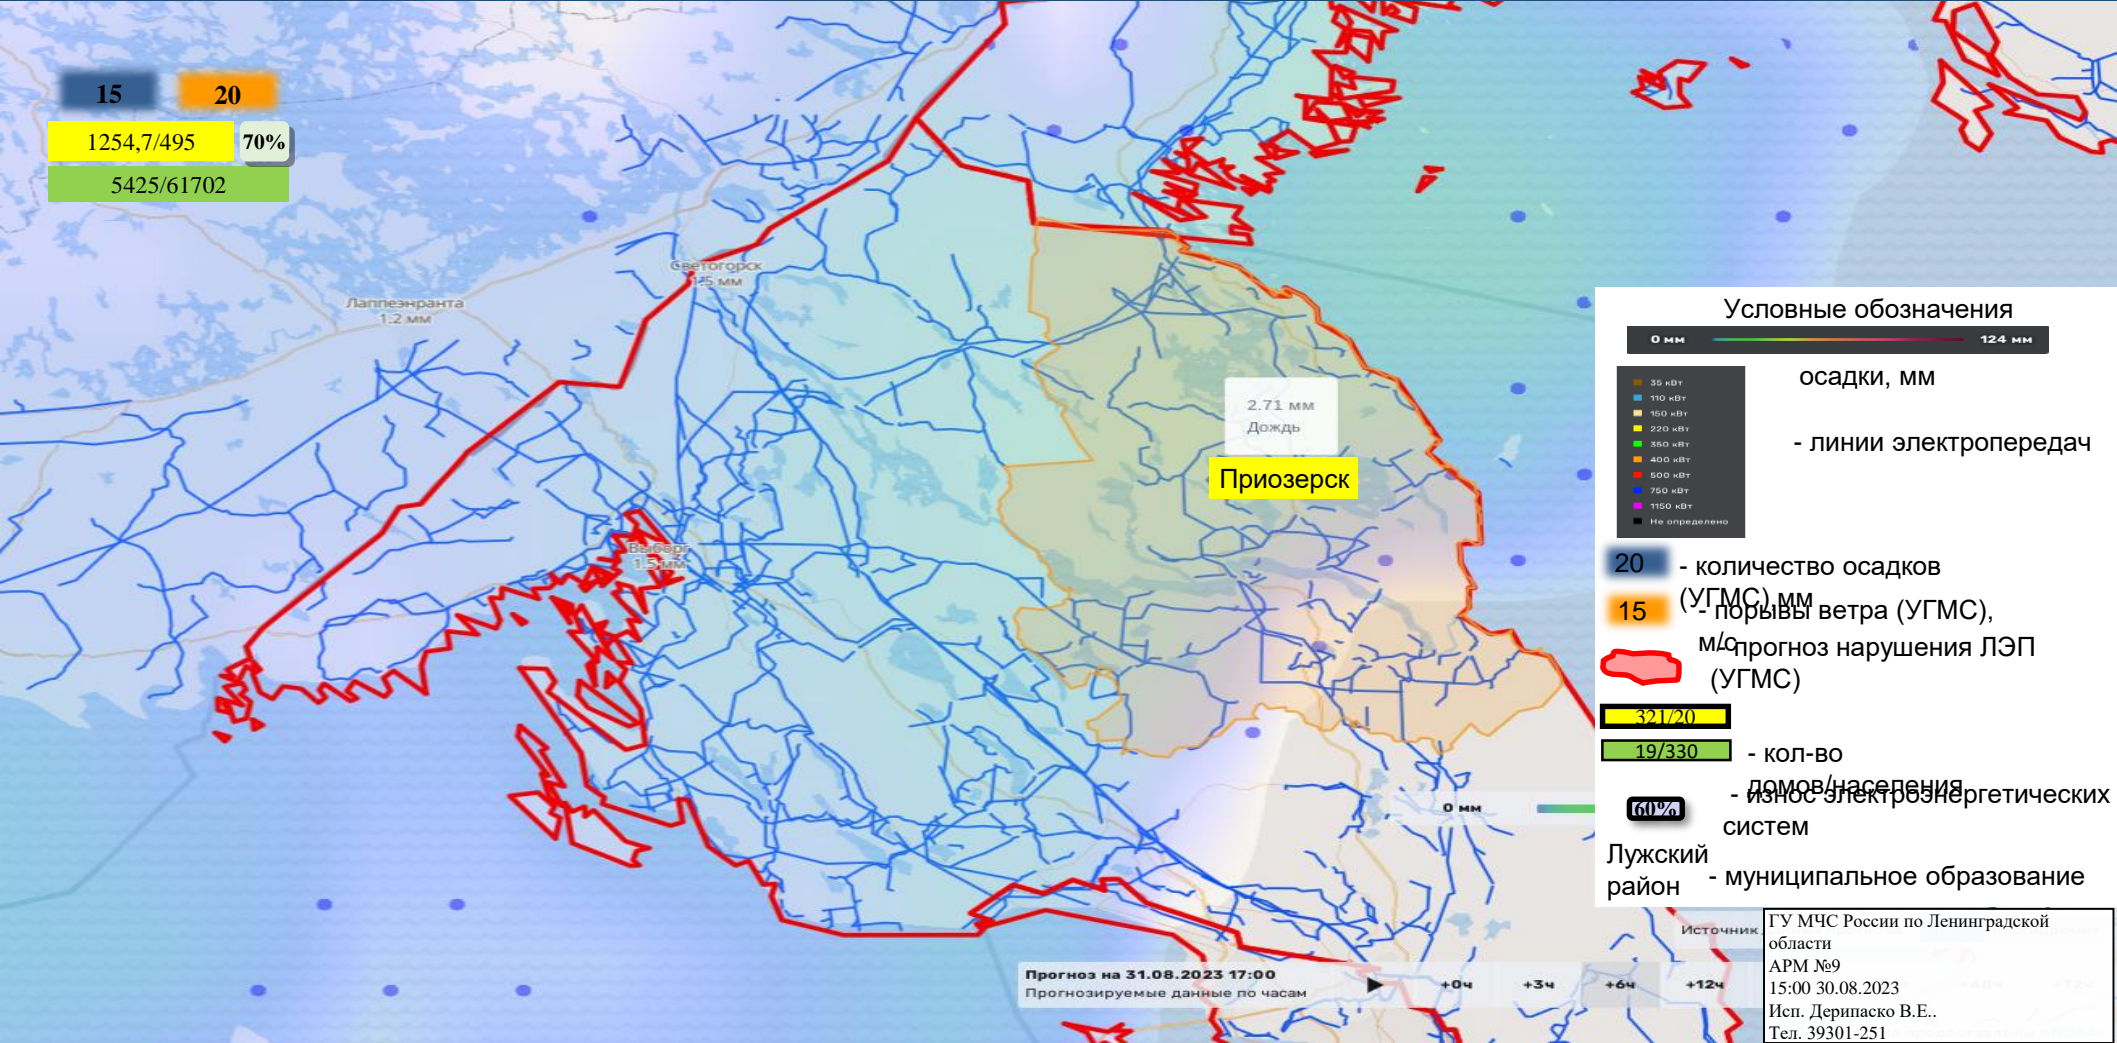 15
20
1254,7/495
70%
5425/61702
Светогорск
1.5 мм
Лаппеэнранта
1.2 мм
Выборг
1.5 мм
2.71 мм
Дождь
Приозерск
0 мм
Прогноз на 31.08.2023 17:00
Прогнозируемые данные по часам
+0ч
+3ч
+6ч
+12ч
Источник
Условные обозначения
0 мм
124 мм
осадки, мм
35 кВт
110 кВт
150 кВт
220 кВт
350 кВт
400 кВт
500 кВт
750 кВт
1150 кВт
Не определено
- линии электропередач
20
- количество осадков
(УГМС),мм
15
- порывы ветра (УГМС),
м/с
- прогноз нарушения ЛЭП
(УГМС)
321/20
19/330
- кол-во
домов/населения
60%
- износ электроэнергетических
систем
Лужский
район
- муниципальное образование
ГУ МЧС России по Ленинградской
области
АРМ №9
15:00 30.08.2023
Исп. Дерипаско В.Е..
Тел. 39301-251